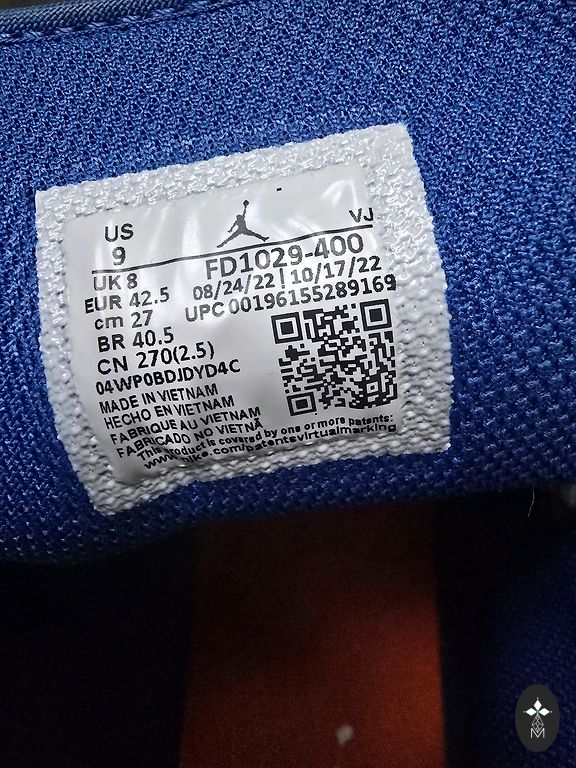 US
9
VJ
FD1029-400
08/24/22 | 10/17/22
UPC 00196155289169
UK 8
EUR 42.5
cm 27
BR 40.5
CN 270(2.5)
04WP0BDJDYD4C
MADE IN VIETNAM
HECHO EN VIETNAM
FABRIQUE AU VIETNAM
FABRICADO NO VIETNÃ
This product is covered by one or more patents:
www.nike.com/patentsvirtualmarking
M